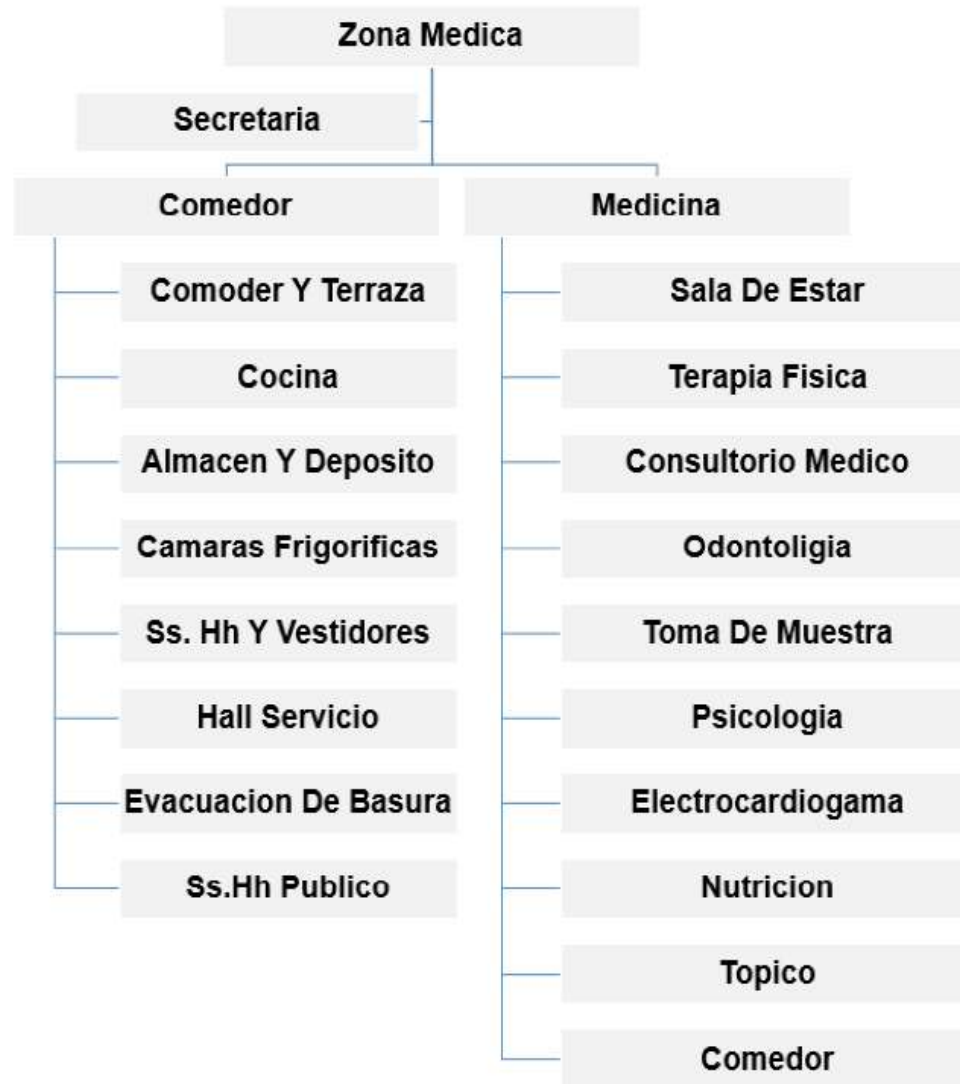 Zona Medica
Secretaria
Comedor
Comoder Y Terraza
Cocina
Almacen Y Deposito
Camaras Frigorificas
Ss. Hh Y Vestidores
Hall Servicio
Evacuacion De Basura
Ss.Hh Publico
Medicina
Sala De Estar
Terapia Fisica
Consultorio Medico
Odontoligia
Toma De Muestra
Psicologia
Electrocardiogama
Nutricion
Topico
Comedor